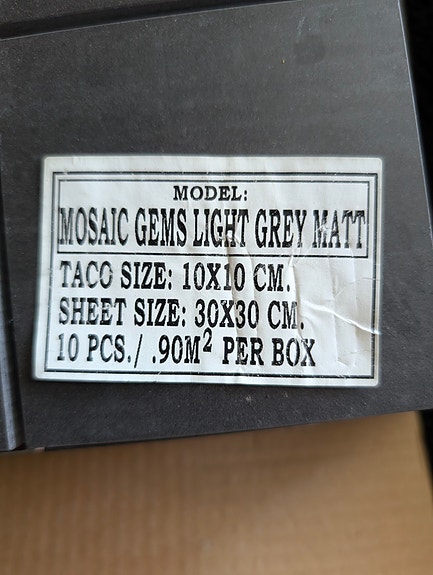 MODEL:
MOSAIC GEMS LIGHT GREY MATT
TACO SIZE: 10X10 CM.
SHEET SIZE: 30X30 CM.
10 PCS./ .90M² PER BOX